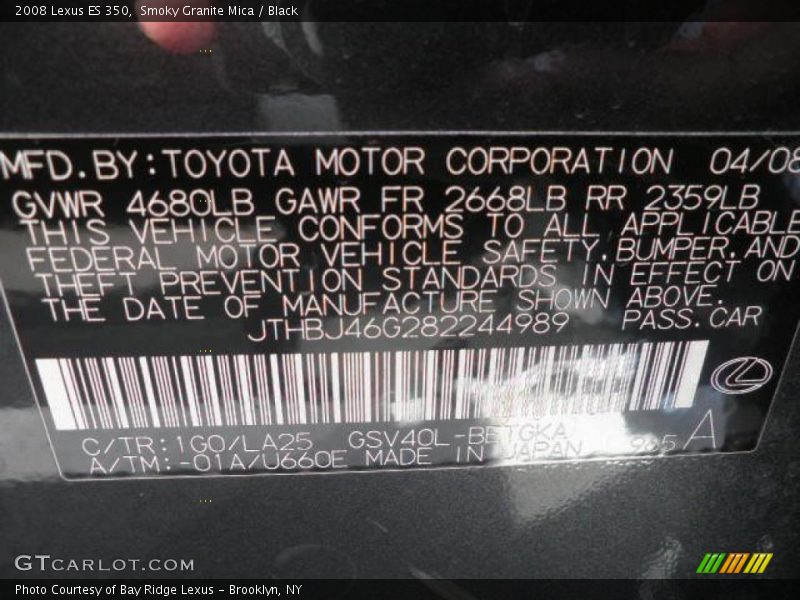 2008 Lexus ES 350, Smoky Granite Mica / Black
MFD.BY:TOYOTA MOTOR CORPORATION 04/08
GVWR 4680LB GAWR FR 2668LB RR 2359LB
THIS VEHICLE CONFORMS TO ALL APPLICABLE
FEDERAL MOTOR VEHICLE SAFETY,BUMPER,AND
THEFT PREVENTION STANDARDS IN EFFECT ON
THE DATE OF MANUFACTURE SHOWN ABOVE.
JTHBJ46G282244989 PASS.CAR
C/TR:1G0/LA25 GSV40L-BETGKA
A/TM:-01A/U660E MADE IN JAPAN A
GTCARLOT.COM
Photo Courtesy of Bay Ridge Lexus - Brooklyn, NY